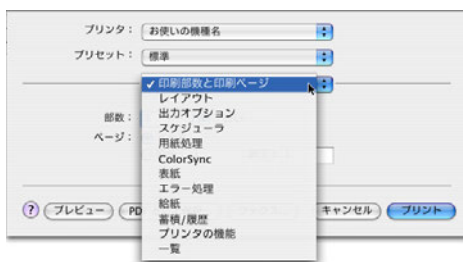 プリンタ： お使いの機種名
プリセット： 標準
✓ 印刷部数と印刷ページ
レイアウト
出力オプション
部数：
スケジューラ
ページ：
用紙処理
ColorSync
表紙
エラー処理
給紙
蓄積/履歴
プリンタの機能
一覧
? プレビュー PD キャンセル プリント